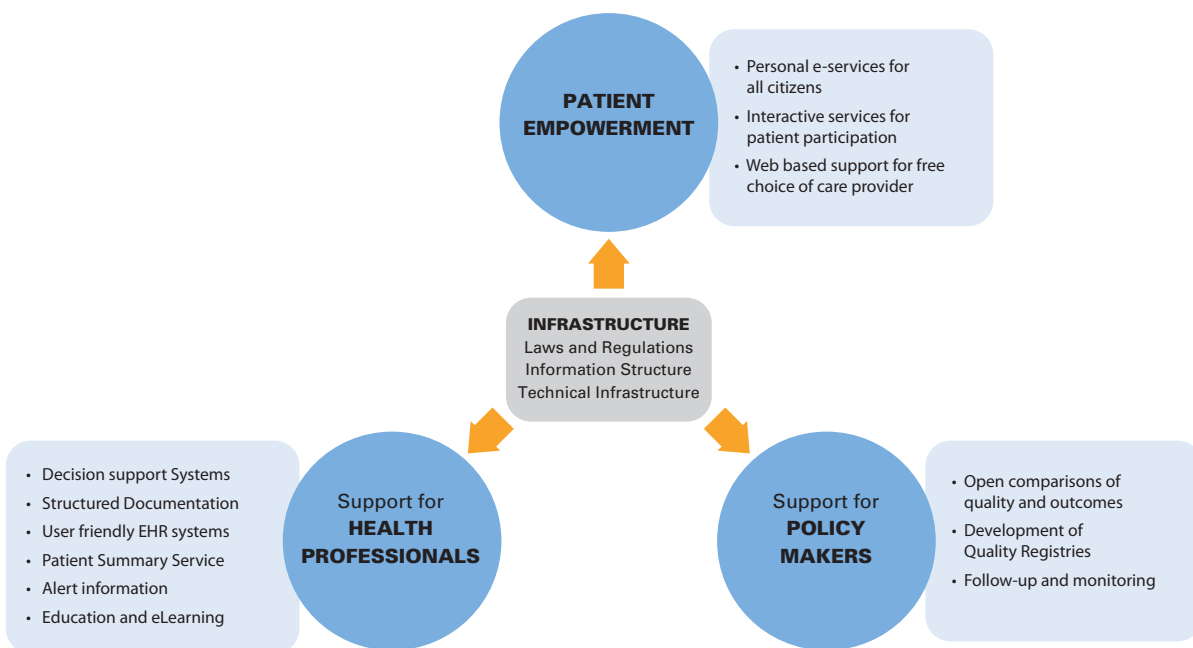 PATIENT
EMPOWERMENT
• Personal e-services for
all citizens
• Interactive services for
patient participation
• Web based support for free
choice of care provider
INFRASTRUCTURE
Laws and Regulations
Information Structure
Technical Infrastructure
• Decision support Systems
• Structured Documentation
• User friendly EHR systems
• Patient Summary Service
• Alert information
• Education and eLearning
Support for
HEALTH
PROFESSIONALS
Support for
POLICY
MAKERS
• Open comparisons of
quality and outcomes
• Development of
Quality Registries
• Follow-up and monitoring